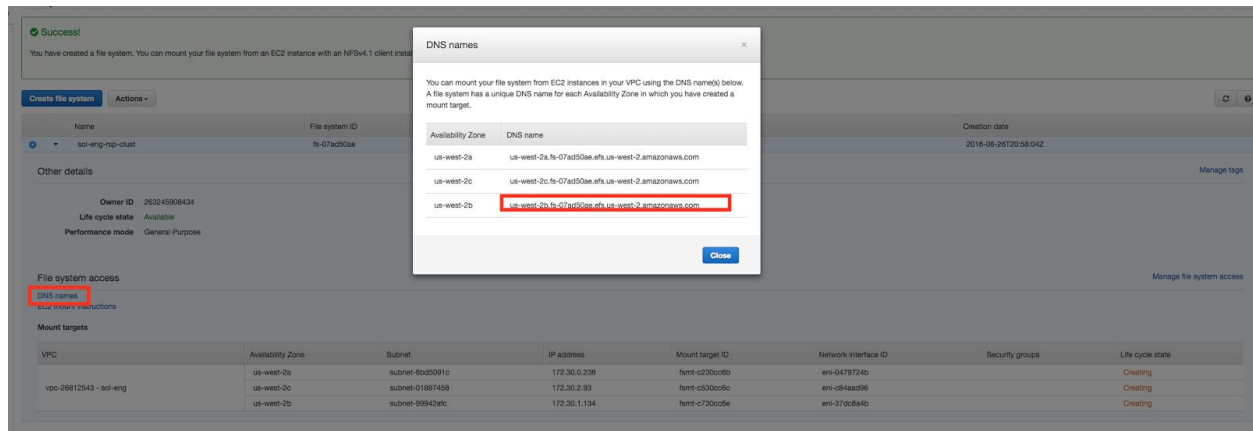 Success!
You have created a file system. You can mount your file system from an EC2 instance with an NFSv4.1 client instal
DNS names
×
You can mount your file system from EC2 instances in your VPC using the DNS name(s) below.
A file system has a unique DNS name for each Availability Zone in which you have created a
mount target.
Availability Zone DNS name
us-west-2a us-west-2a.fs-07ad50ae.efs.us-west-2.amazonaws.com
us-west-2c us-west-2c.fs-07ad50ae.efs.us-west-2.amazonaws.com
us-west-2b us-west-2b.fs-07ad50ae.efs.us-west-2.amazonaws.com
Close
Create file system Actions
Name File system ID Creation date
sol-eng-rsp-clust fs-07ad50ae 2016-08-26T20:58:04Z
Other details Manage tags
Owner ID 263245908434
Life cycle state Available
Performance mode General Purpose
File system access Manage file system access
DNS names
EC2 mount instructions
Mount targets
VPC Availability Zone Subnet IP address Mount target ID Network interface ID Security groups Life cycle state
us-west-2a subnet-6bd5091c 172.30.0.238 fsmt-c230cc6b eni-0479724b Creating
vpc-26812543 - sol-eng us-west-2c subnet-01897458 172.30.2.93 fsmt-c530cc6c eni-c84aad96 Creating
us-west-2b subnet-99942afc 172.30.1.134 fsmt-c730cc6e eni-37dc8a4b Creating